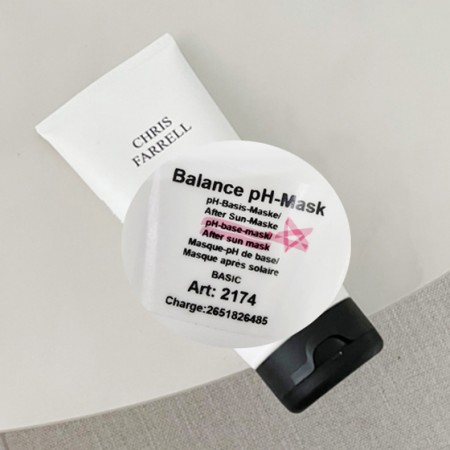 CHRIS
FARRELL
Balance pH-Mask
pH-Basis-Maske/
After Sun-Maske
pH-base-mask/
After sun mask
Masque-pH de base/
Masque après solaire
BASIC
Art: 2174
Charge:2651826485